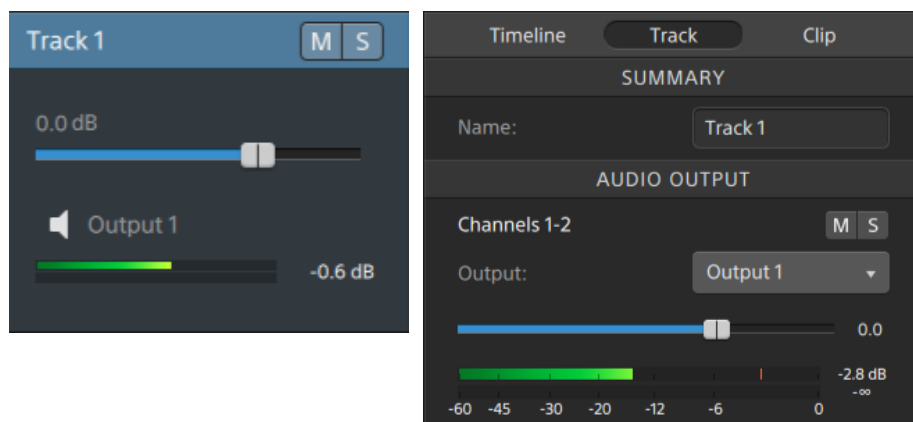 Track 1 M S
0.0 dB
Output 1
-0.6 dB
Timeline Track Clip
SUMMARY
Name: Track 1
AUDIO OUTPUT
Channels 1-2 M S
Output: Output 1
0.0
-2.8 dB
-∞
-60 -45 -30 -20 -12 -6 0